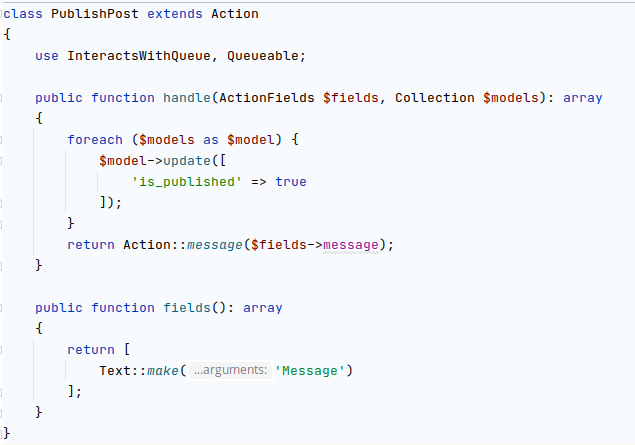 class PublishPost extends Action
{
    use InteractsWithQueue, Queueable;

    public function handle(ActionFields $fields, Collection $models): array
    {
        foreach ($models as $model) {
            $model->update([
                'is_published' => true
            ]);
        }
        return Action::message($fields->message);
    }

    public function fields(): array
    {
        return [
            Text::make( ...arguments: 'Message')
        ];
    }
}